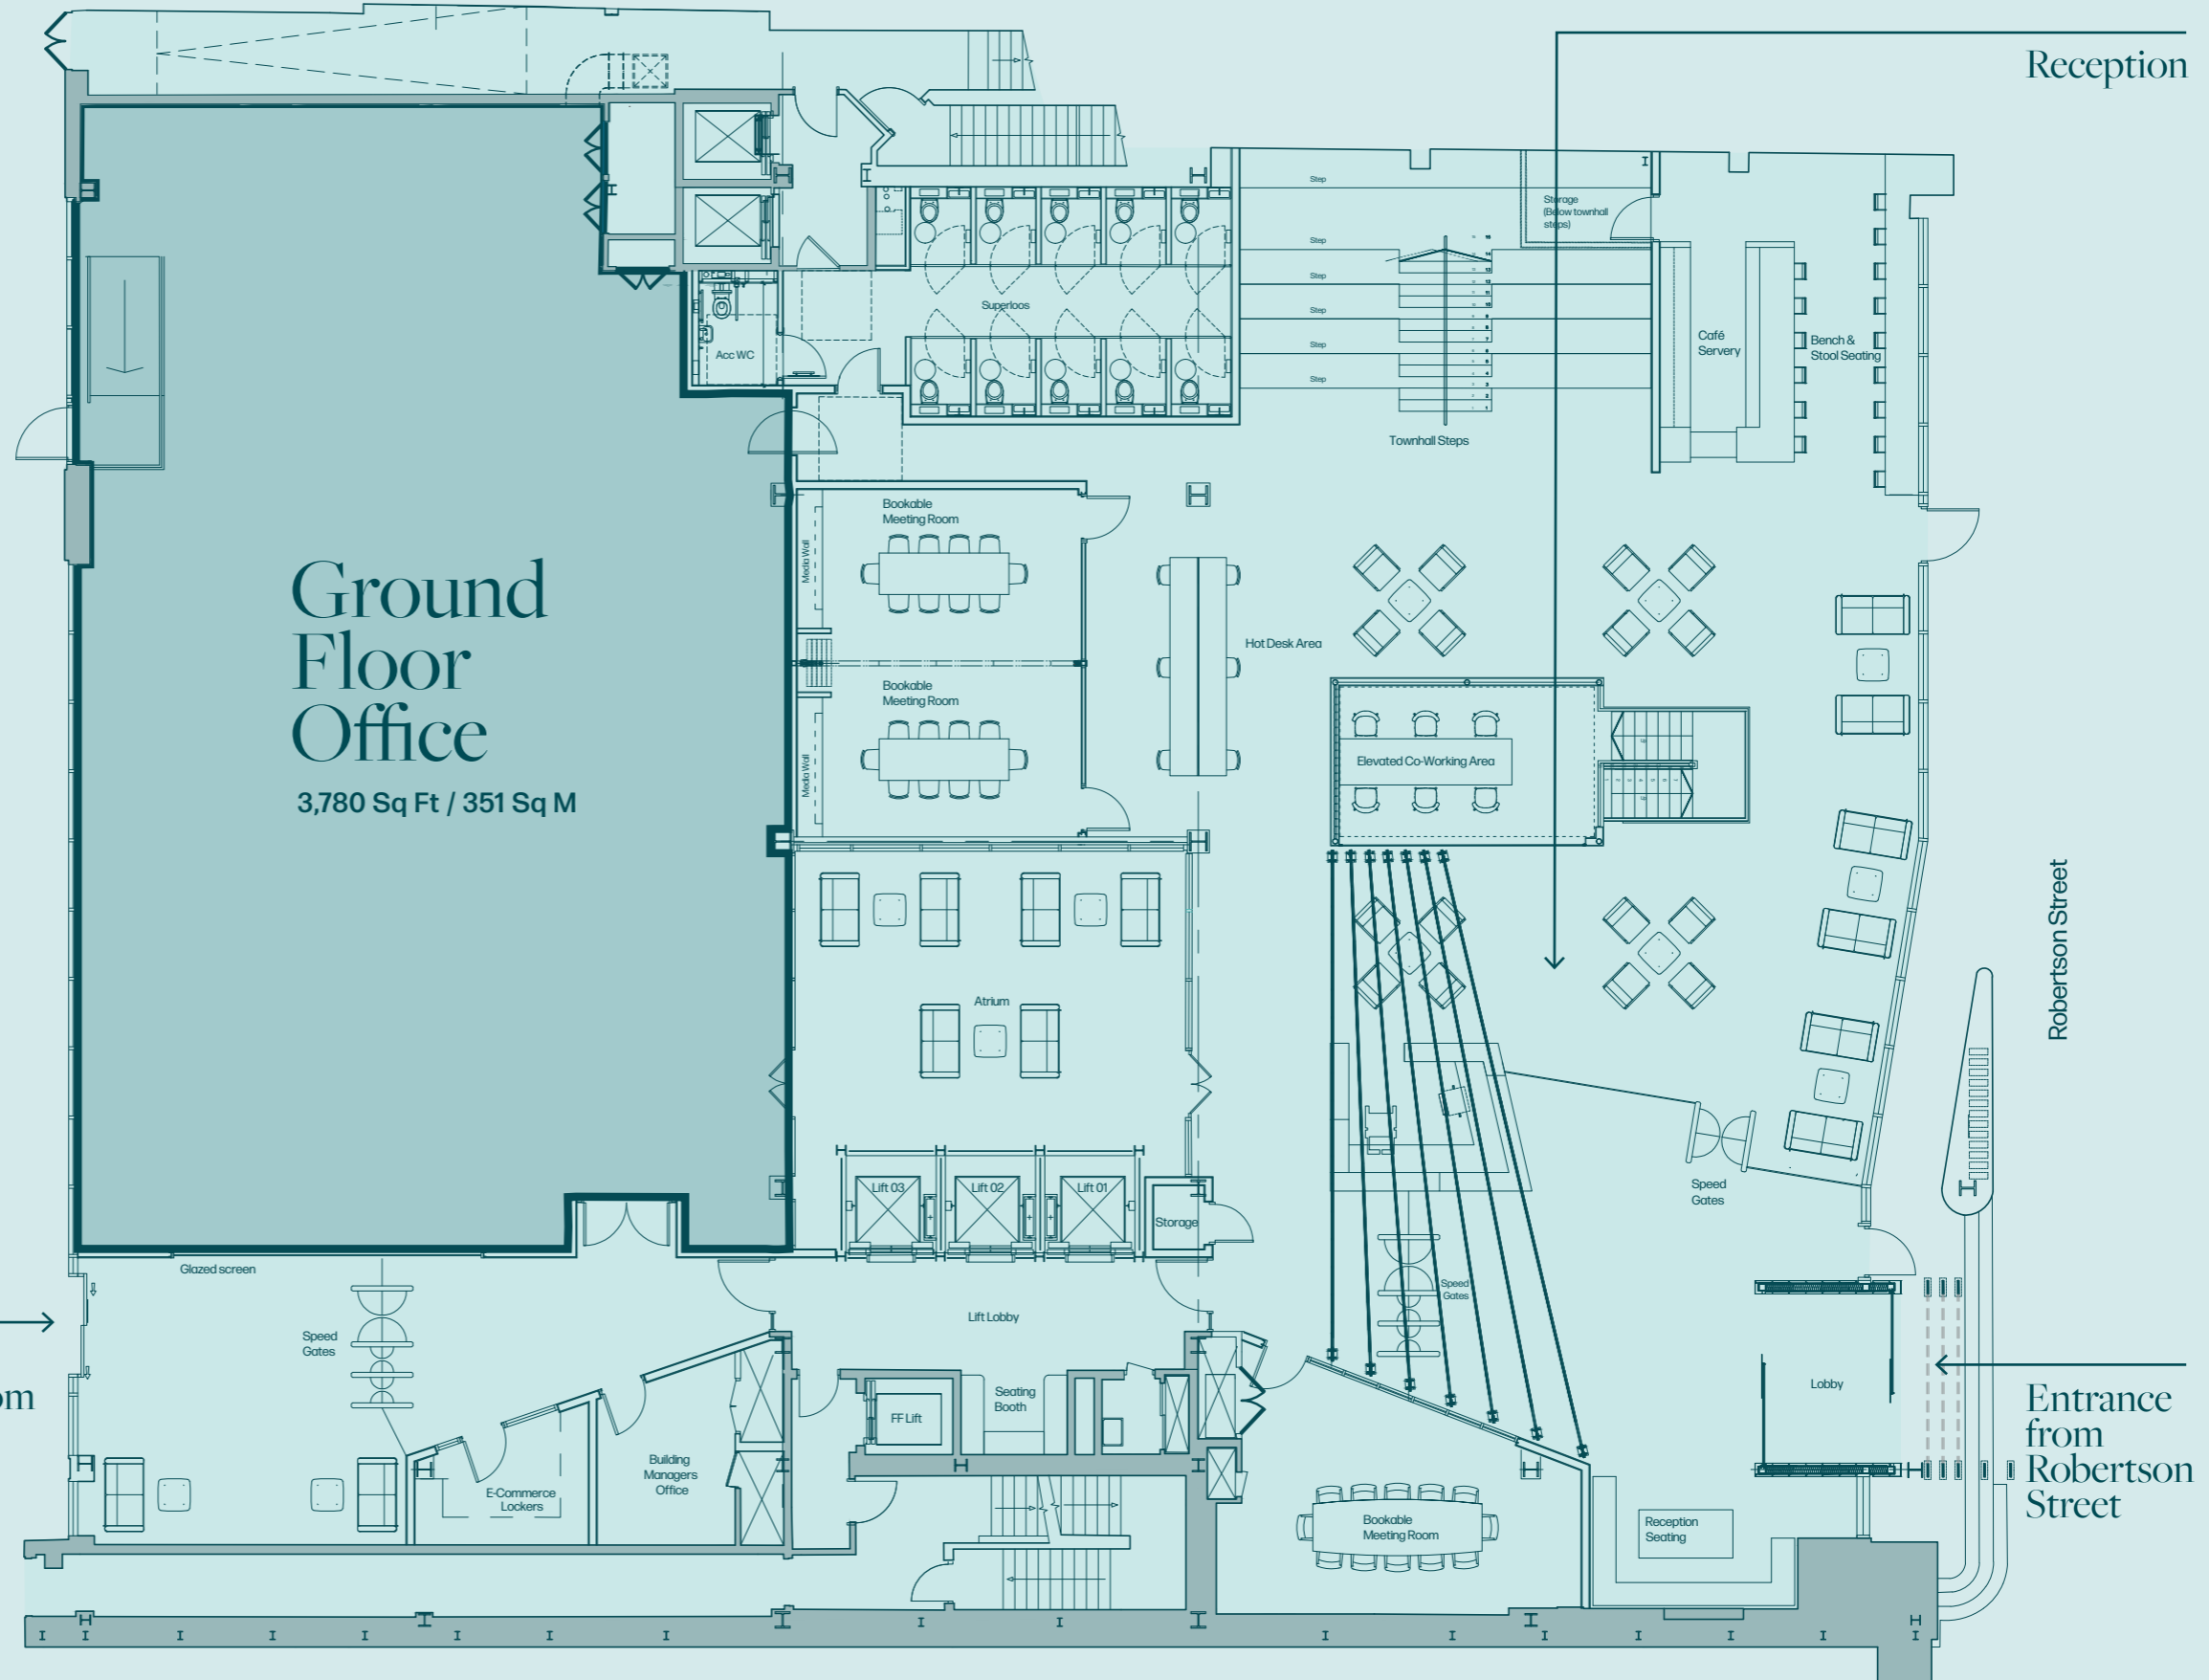 Reception
Step
Storage
(Below townhall
steps)
Step
Step
Superloos
Step
Café
Servery
Bench &
Stool Seating
Step
Acc WC
Step
Townhall Steps
Bookable
Meeting Room
Media Wall
Ground
Floor
Office
3,780 Sq Ft / 351 Sq M
Hot Desk Area
Bookable
Meeting Room
Media Wall
Elevated Co-Working Area
Robertson Street
Atrium
Lift 03
Lift 02
Lift 01
Storage
Speed
Gates
Glazed screen
Speed
Gates
Lift Lobby
Speed
Gates
Lobby
om
Entrance
from
Robertson
Street
FF Lift
Seating
Booth
Building
Managers
Office
E-Commerce
Lockers
Bookable
Meeting Room
Reception
Seating